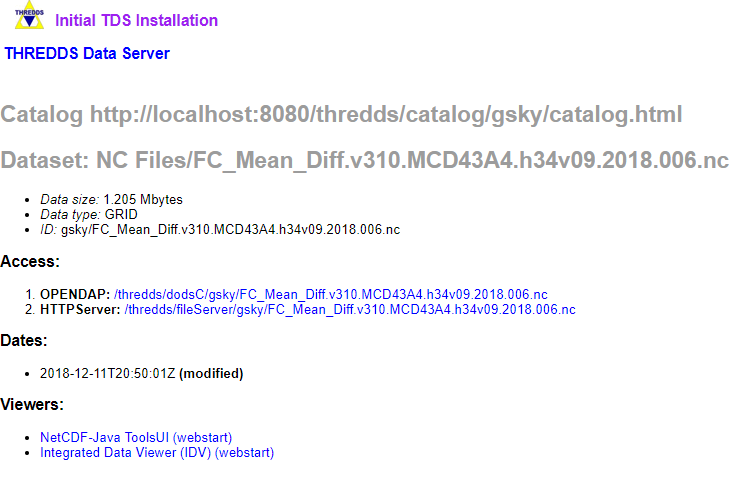 THREDDS
Initial TDS Installation
THREDDS Data Server
Catalog http://localhost:8080/thredds/catalog/gsky/catalog.html
Dataset: NC Files/FC_Mean_Diff.v310.MCD43A4.h34v09.2018.006.nc
• Data size: 1.205 Mbytes
• Data type: GRID
• ID: gsky/FC_Mean_Diff.v310.MCD43A4.h34v09.2018.006.nc
Access:
1. OPENDAP: /thredds/dodsC/gsky/FC_Mean_Diff.v310.MCD43A4.h34v09.2018.006.nc
2. HTTPServer: /thredds/fileServer/gsky/FC_Mean_Diff.v310.MCD43A4.h34v09.2018.006.nc
Dates:
• 2018-12-11T20:50:01Z (modified)
Viewers:
• NetCDF-Java ToolsUI (webstart)
• Integrated Data Viewer (IDV) (webstart)